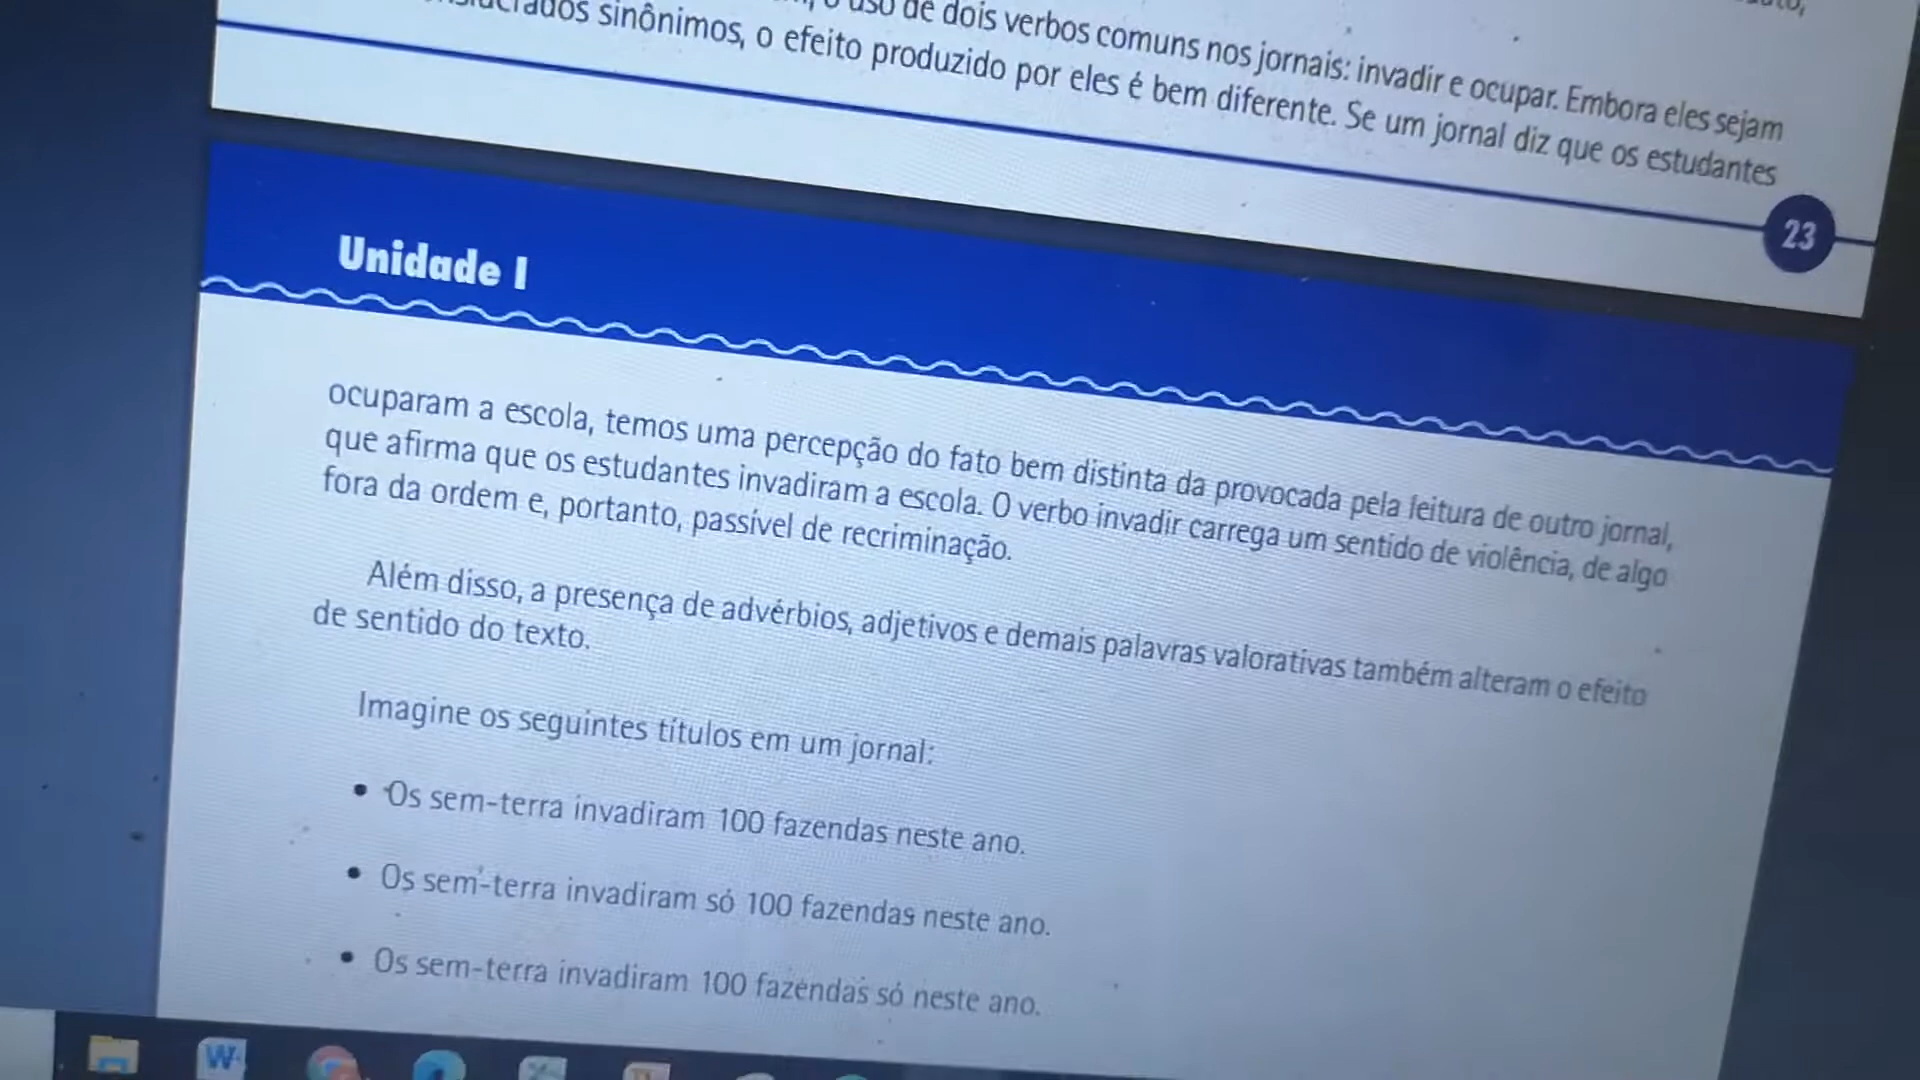 uso de dois verbos comuns nos jornais: invadir e ocupar. Embora eles sejam
sinônimos, o efeito produzido por eles é bem diferente. Se um jornal diz que os estudantes
23
Unidade I
ocuparam a escola, temos uma percepção do fato bem distinta da provocada pela leitura de outro jornal,
que afirma que os estudantes invadiram a escola. O verbo invadir carrega um sentido de violência, de algo
fora da ordem e, portanto, passível de recriminação.
Além disso, a presença de advérbios, adjetivos e demais palavras valorativas também alteram o efeito
de sentido do texto.
Imagine os seguintes títulos em um jornal:
• Os sem-terra invadiram 100 fazendas neste ano.
• Os sem-terra invadiram só 100 fazendas neste ano.
• Os sem-terra invadiram 100 fazendas só neste ano.
W